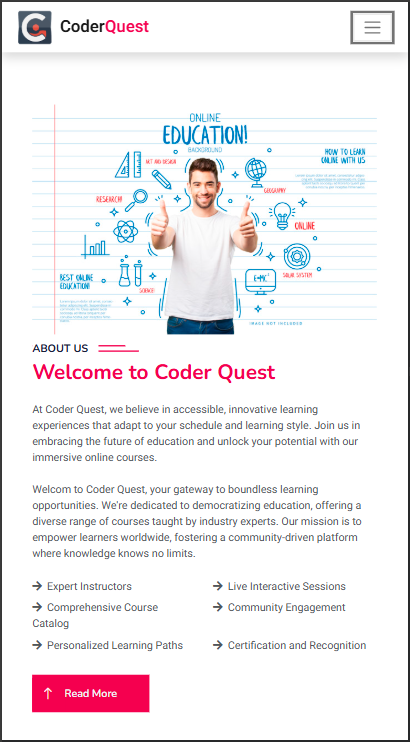 CoderQuest
ONLINE
EDUCATION!
BACKGROUND
HOW TO LEARN
ONLINE WITH US
ART AND DESIGN
GEOGRAPHY
RESEARCH!
ONLINE
BEST ONLINE
EDUCATION!
SCIENCE
SOLAR SYSTEM
E=MC²
IMAGE NOT INCLUDED
ABOUT US
Welcome to Coder Quest
At Coder Quest, we believe in accessible, innovative learning
experiences that adapt to your schedule and learning style. Join us in
embracing the future of education and unlock your potential with our
immersive online courses.
Welcom to Coder Quest, your gateway to boundless learning
opportunities. We're dedicated to democratizing education, offering a
diverse range of courses taught by industry experts. Our mission is to
empower learners worldwide, fostering a community-driven platform
where knowledge knows no limits.
→ Expert Instructors
→ Live Interactive Sessions
→ Comprehensive Course
Catalog
→ Community Engagement
→ Personalized Learning Paths
→ Certification and Recognition
↑ Read More